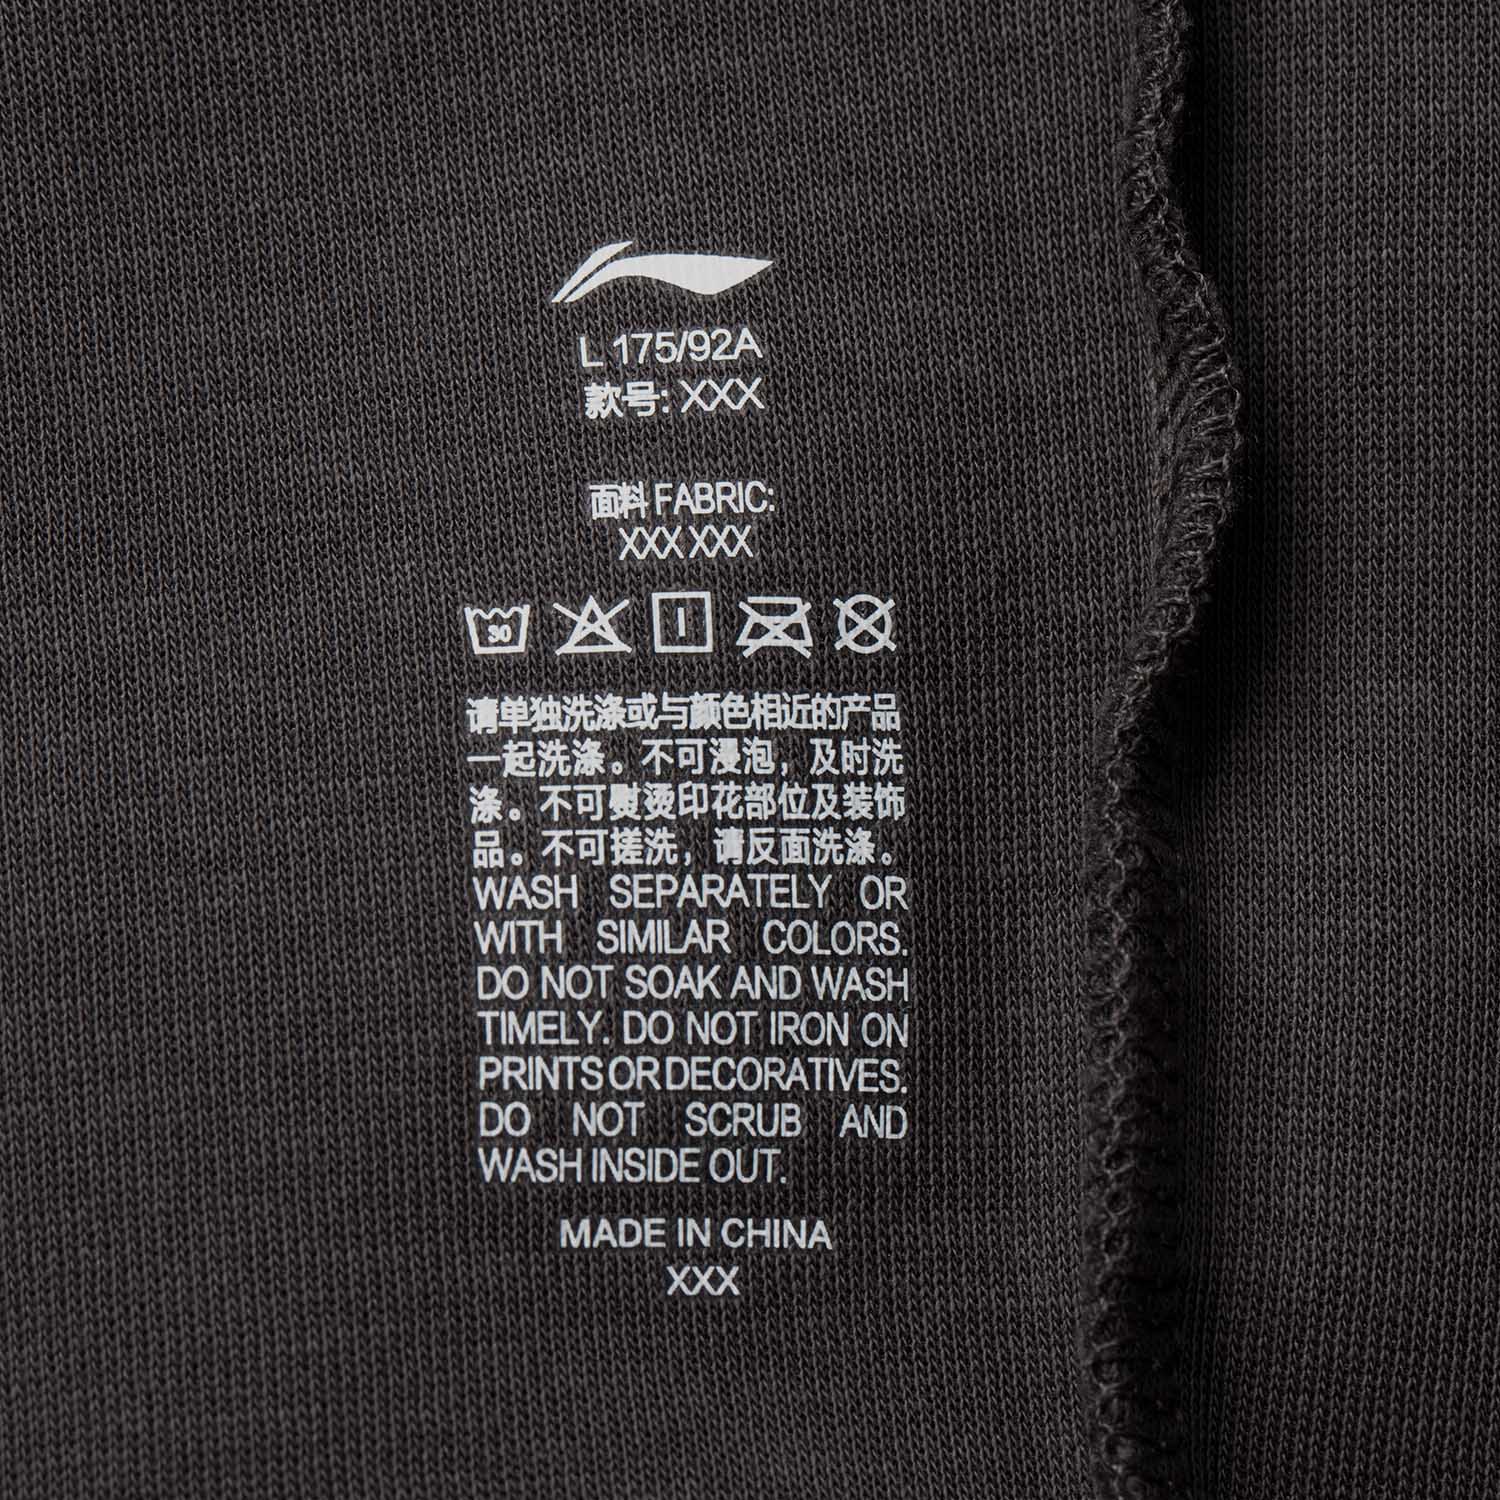 L 175/92A
款号: XXX
面料 FABRIC:
XXX XXX
30
请单独洗涤或与颜色相近的产品
一起洗涤。不可浸泡，及时洗
涤。不可熨烫印花部位及装饰
品。不可搓洗，请反面洗涤。
WASH SEPARATELY OR
WITH SIMILAR COLORS.
DO NOT SOAK AND WASH
TIMELY. DO NOT IRON ON
PRINTS OR DECORATIVES.
DO NOT SCRUB AND
WASH INSIDE OUT.
MADE IN CHINA
XXX